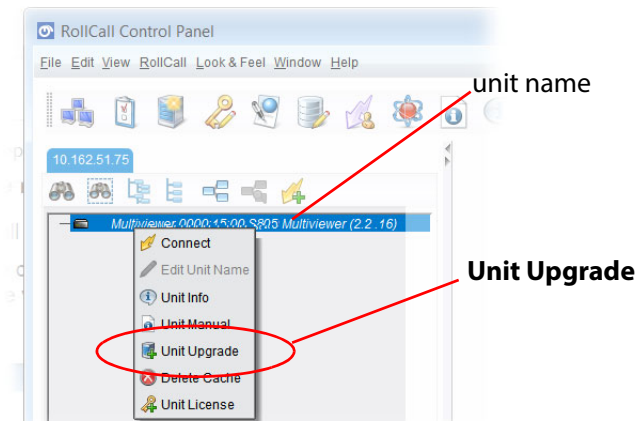 RollCall Control Panel
File Edit View RollCall Look & Feel Window Help
unit name
10.162.51.75
Multiviewer 0000:15:00 S805 Multiviewer (2.2 .16)
Connect
Edit Unit Name
Unit Info
Unit Manual
Unit Upgrade
Unit Upgrade
Delete Cache
Unit License